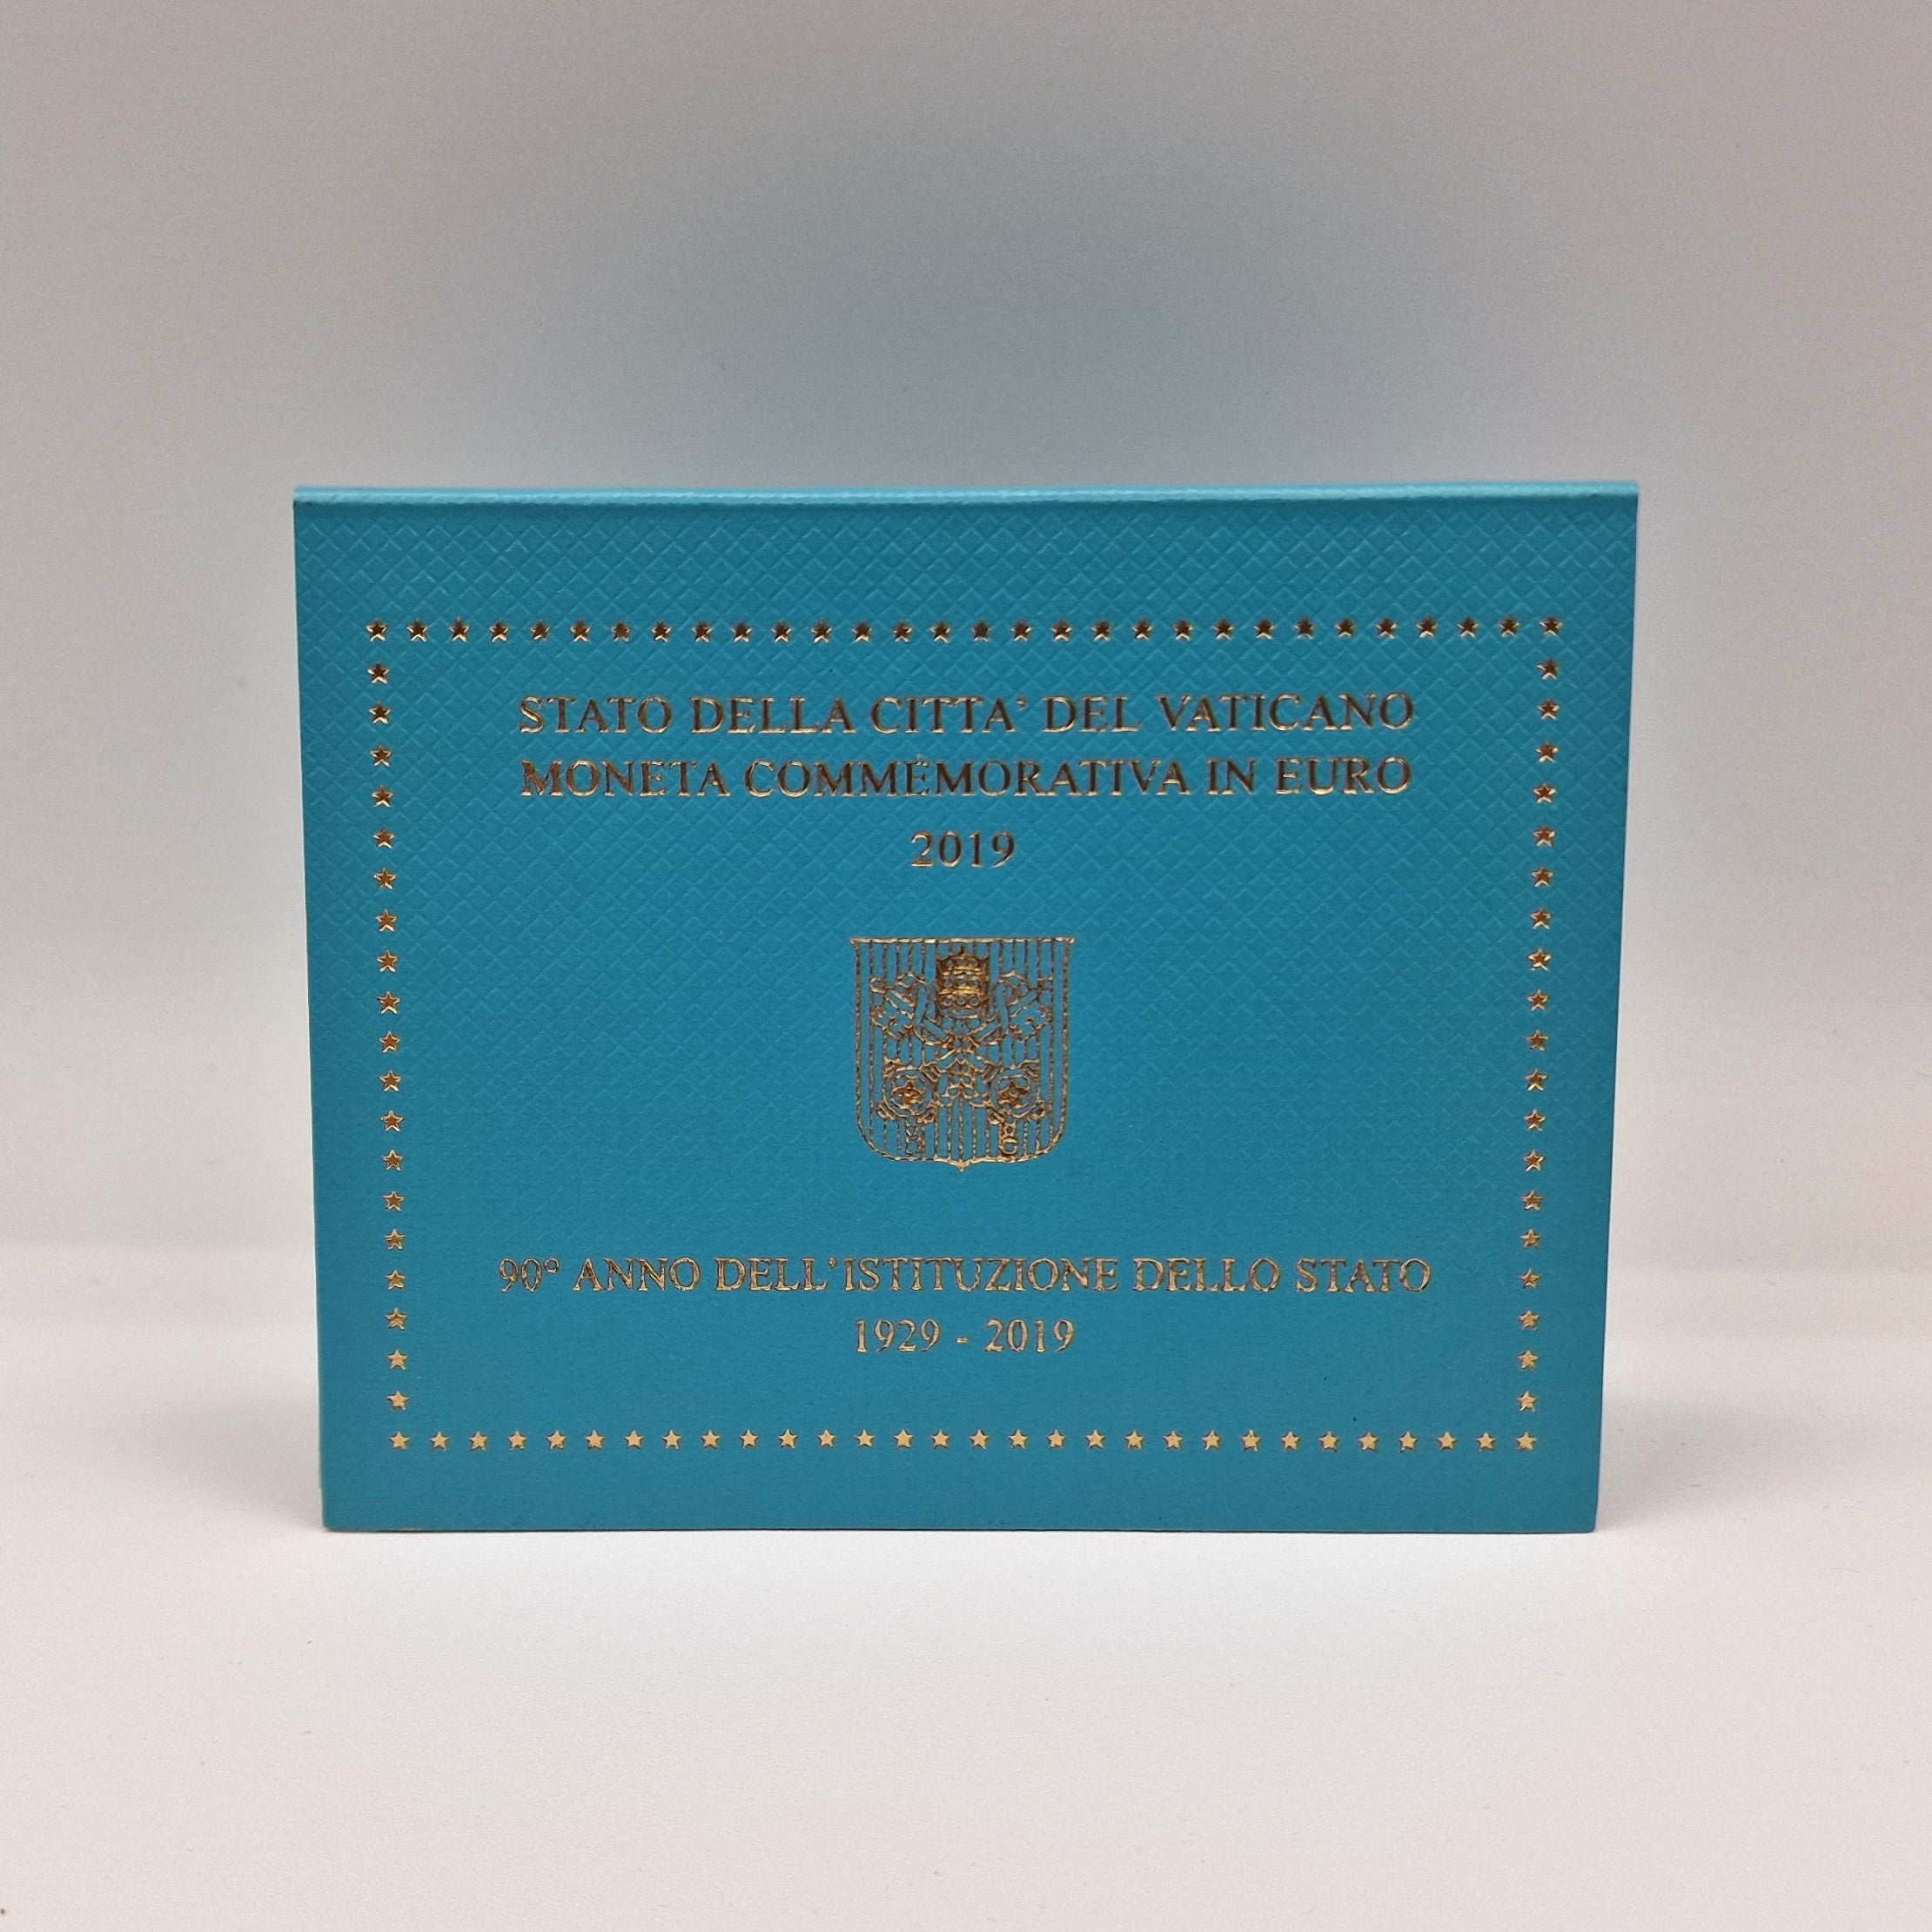 STATO DELLA CITTA' DEL VATICANO
MONETA COMMEMORATIVA IN EURO
2019
90° ANNO DELL'ISTITUZIONE DELLO STATO
1929 - 2019